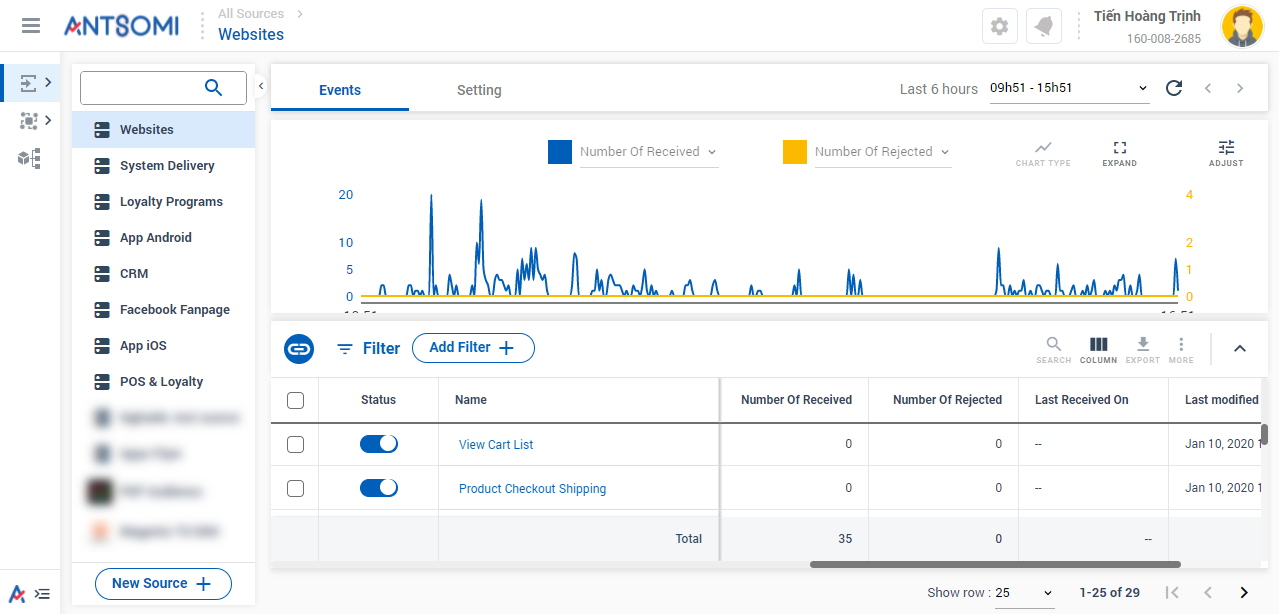 ANTSOMI
All Sources
Websites
Tiến Hoàng Trịnh
160-008-2685
Websites
System Delivery
Loyalty Programs
App Android
CRM
Facebook Fanpage
App iOS
POS & Loyalty
New Source
Events
Setting
Last 6 hours
09h51 - 15h51
Number Of Received
Number Of Rejected
CHART TYPE
EXPAND
ADJUST
20
10
5
0
4
2
1
0
Filter
Add Filter
SEARCH
COLUMN
EXPORT
MORE
Status Name Number Of Received Number Of Rejected Last Received On Last modified
View Cart List 0 0 -- Jan 10, 2020 1
Product Checkout Shipping 0 0 -- Jan 10, 2020 1
Total 35 0 --
Show row : 25 1-25 of 29